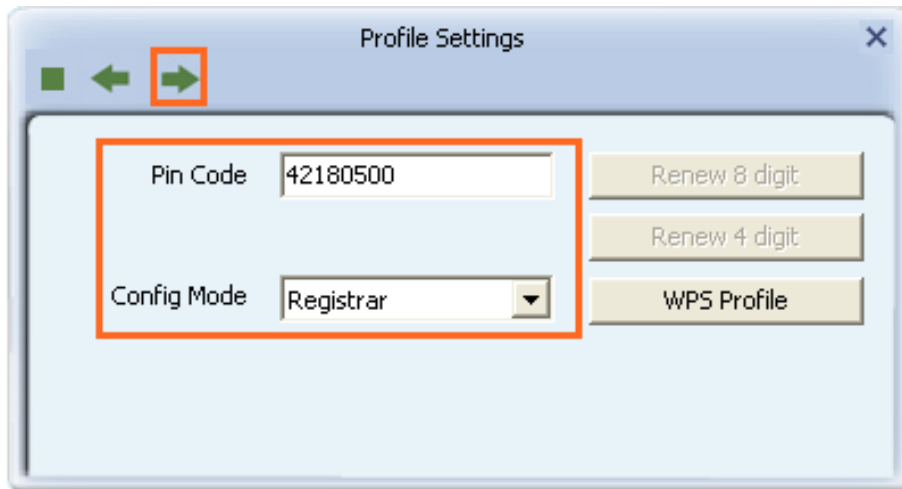 Profile Settings
Pin Code 42180500 Renew 8 digit
Renew 4 digit
Config Mode Registrar WPS Profile